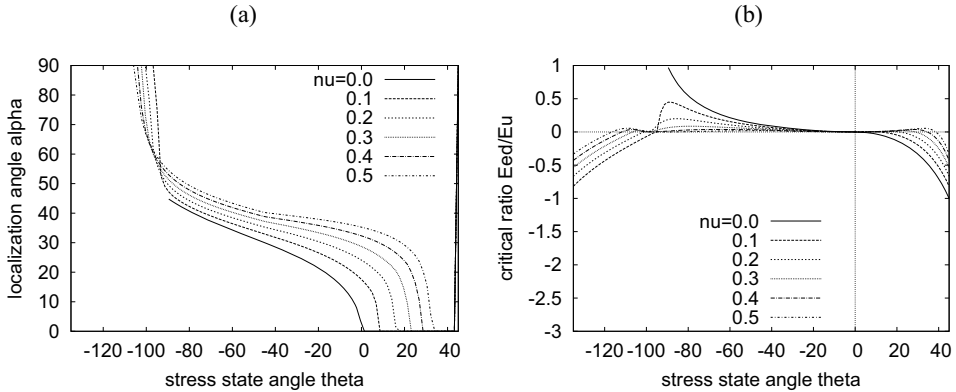 (a)
localization angle alpha
90
80
70
60
50
40
30
20
10
0
nu=0.0
0.1
0.2
0.3
0.4
0.5
-120 -100 -80 -60 -40 -20 0 20 40
stress state angle theta
(b)
critical ratio Eed/Eu
1
0.5
0
-0.5
-1
-1.5
-2
-2.5
-3
nu=0.0
0.1
0.2
0.3
0.4
0.5
-120 -100 -80 -60 -40 -20 0 20 40
stress state angle theta